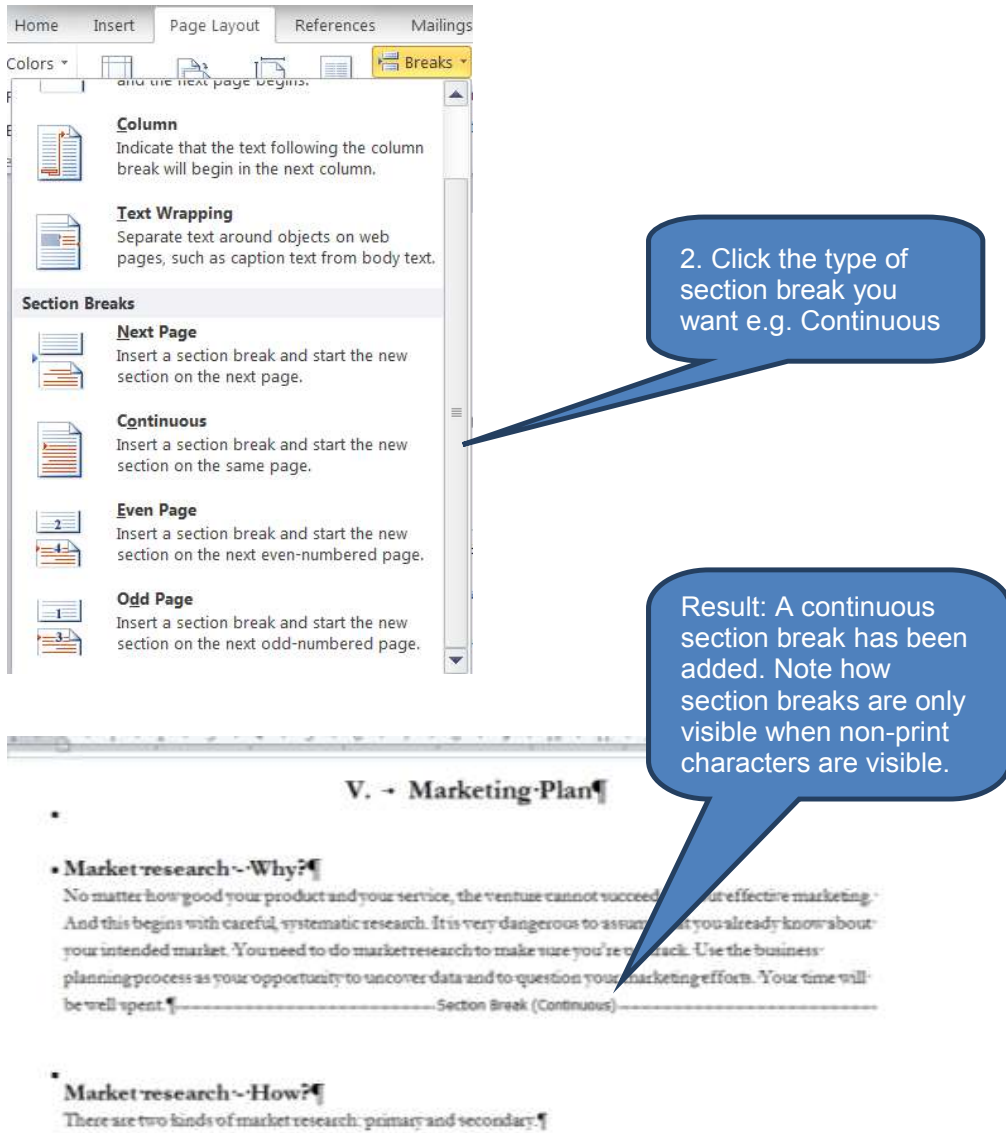 Home Insert Page Layout References Mailings
Colors Breaks
and the next page begins.
Column
Indicate that the text following the column
break will begin in the next column.
Text Wrapping
Separate text around objects on web
pages, such as caption text from body text.
Section Breaks
Next Page
Insert a section break and start the new
section on the next page.
Continuous
Insert a section break and start the new
section on the same page.
Even Page
Insert a section break and start the new
section on the next even-numbered page.
Odd Page
Insert a section break and start the new
section on the next odd-numbered page.
2. Click the type of
section break you
want e.g. Continuous
Result: A continuous
section break has been
added. Note how
section breaks are only
visible when non-print
characters are visible.
V. → Marketing·Plan¶
Market·research·-·Why?¶
No matter how good your product and your service, the venture cannot succeed effective marketing.
And this begins with careful, systematic research. It is very dangerous to you already know about
your intended market. You need to do market research to make sure you're Use the business
planning process as your opportunity to uncover data and to question your marketing efforts. Your time will
be well spent.¶ Section Break (Continuous)
Market·research·-·How?¶
There are two kinds of market research: primary and secondary.¶